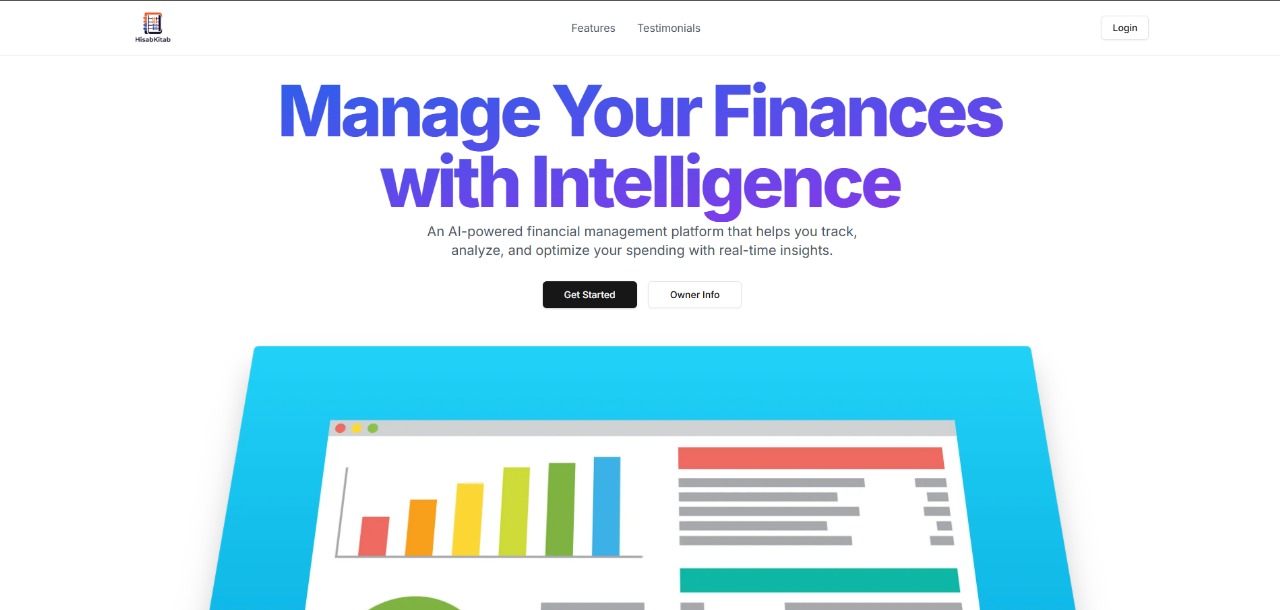 HisabKitab
Features
Testimonials
Login
Manage Your Finances
with Intelligence
An AI-powered financial management platform that helps you track,
analyze, and optimize your spending with real-time insights.
Get Started
Owner Info